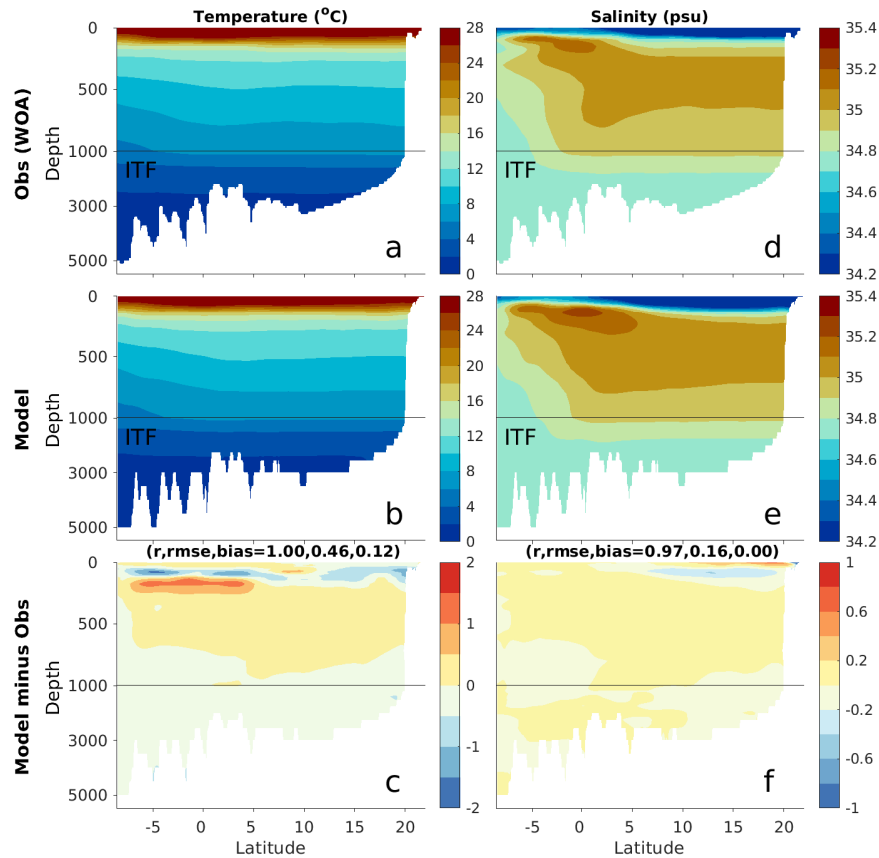 Temperature (°C)
Salinity (psu)
Obs (WOA)
Depth
0
500
1000
3000
5000
ITF
a
28
24
20
16
12
8
4
0
ITF
d
35.4
35.2
35
34.8
34.6
34.4
34.2
Model
Depth
0
500
1000
3000
5000
ITF
b
28
24
20
16
12
8
4
0
ITF
e
35.4
35.2
35
34.8
34.6
34.4
34.2
(r,rmse,bias=1.00,0.46,0.12)
(r,rmse,bias=0.97,0.16,0.00)
Model minus Obs
Depth
0
500
1000
3000
5000
c
2
1
0
-1
-2
f
1
0.6
0.2
-0.2
-0.6
-1
-5 0 5 10 15 20
Latitude
-5 0 5 10 15 20
Latitude